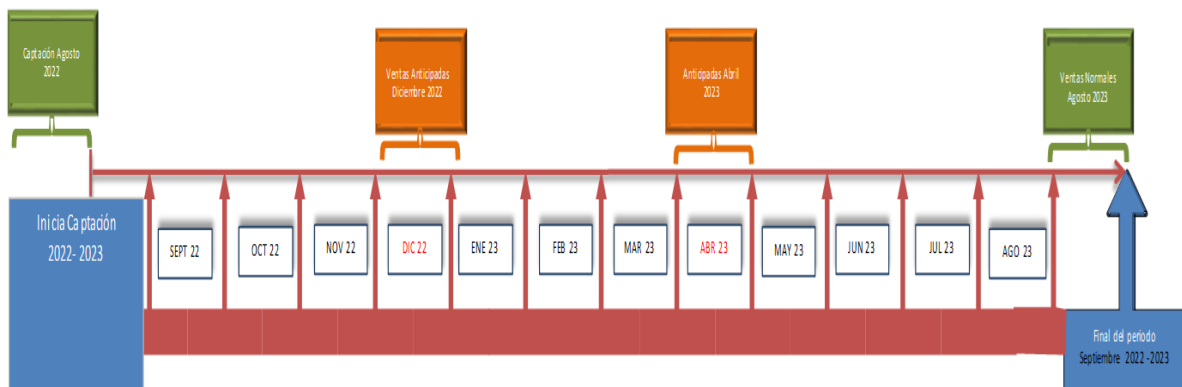 Captación Agosto
2022
Ventas Anticipadas
Diciembre 2022
Anticipadas Abril
2023
Ventas Normales
Agosto 2023
Inicia Captación
2022- 2023
SEPT 22
OCT 22
NOV 22
DIC 22
ENE 23
FEB 23
MAR 23
ABR 23
MAY 23
JUN 23
JUL 23
AGO 23
Final del periodo
Septiembre 2022 -2023